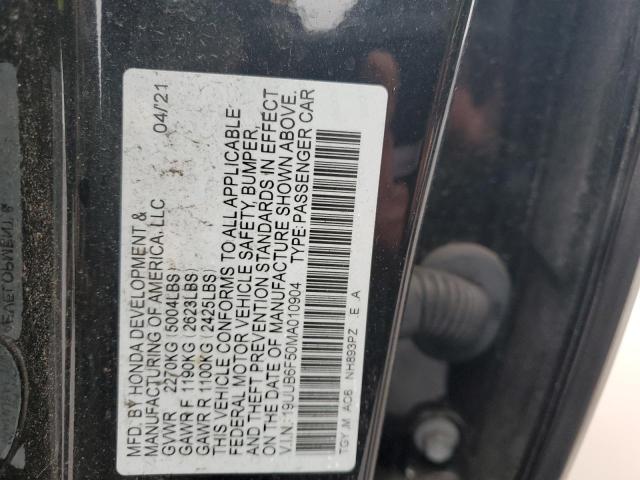 MFD. BY HONDA DEVELOPMENT & 04/'21
MANUFACTURING OF AMERICA, LLC
GVWR 2270KG (5004LBS)
GAWR F 1190KG (2623LBS)
GAWR R 1100KG (2425LBS)
THIS VEHICLE CONFORMS TO ALL APPLICABLE
FEDERAL MOTOR VEHICLE SAFETY, BUMPER,
AND THEFT PREVENTION STANDARDS IN EFFECT
ON THE DATE OF MANUFACTURE SHOWN ABOVE.
V.I.N.: 19UUB6F50MA010904 TYPE: PASSENGER CAR
TGY M AC6 NH893PZ E A